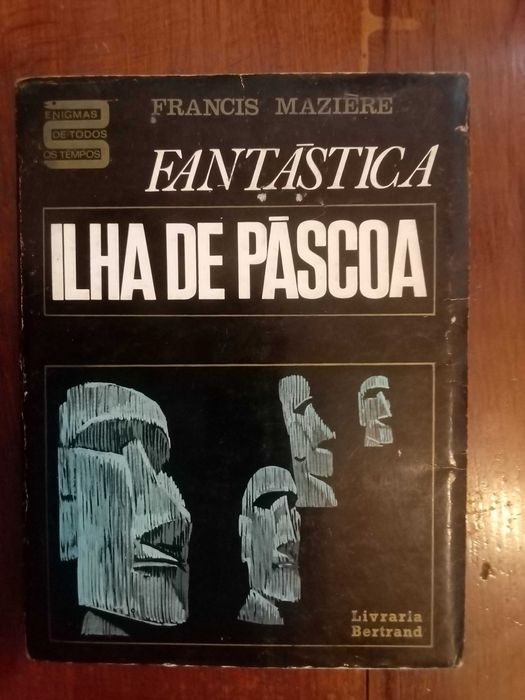 ENIGMAS
DE TODOS
OS TEMPOS
FRANCIS MAZIÈRE
FANTÁSTICA
ILHA DE PÁSCOA
Livraria
Bertrand